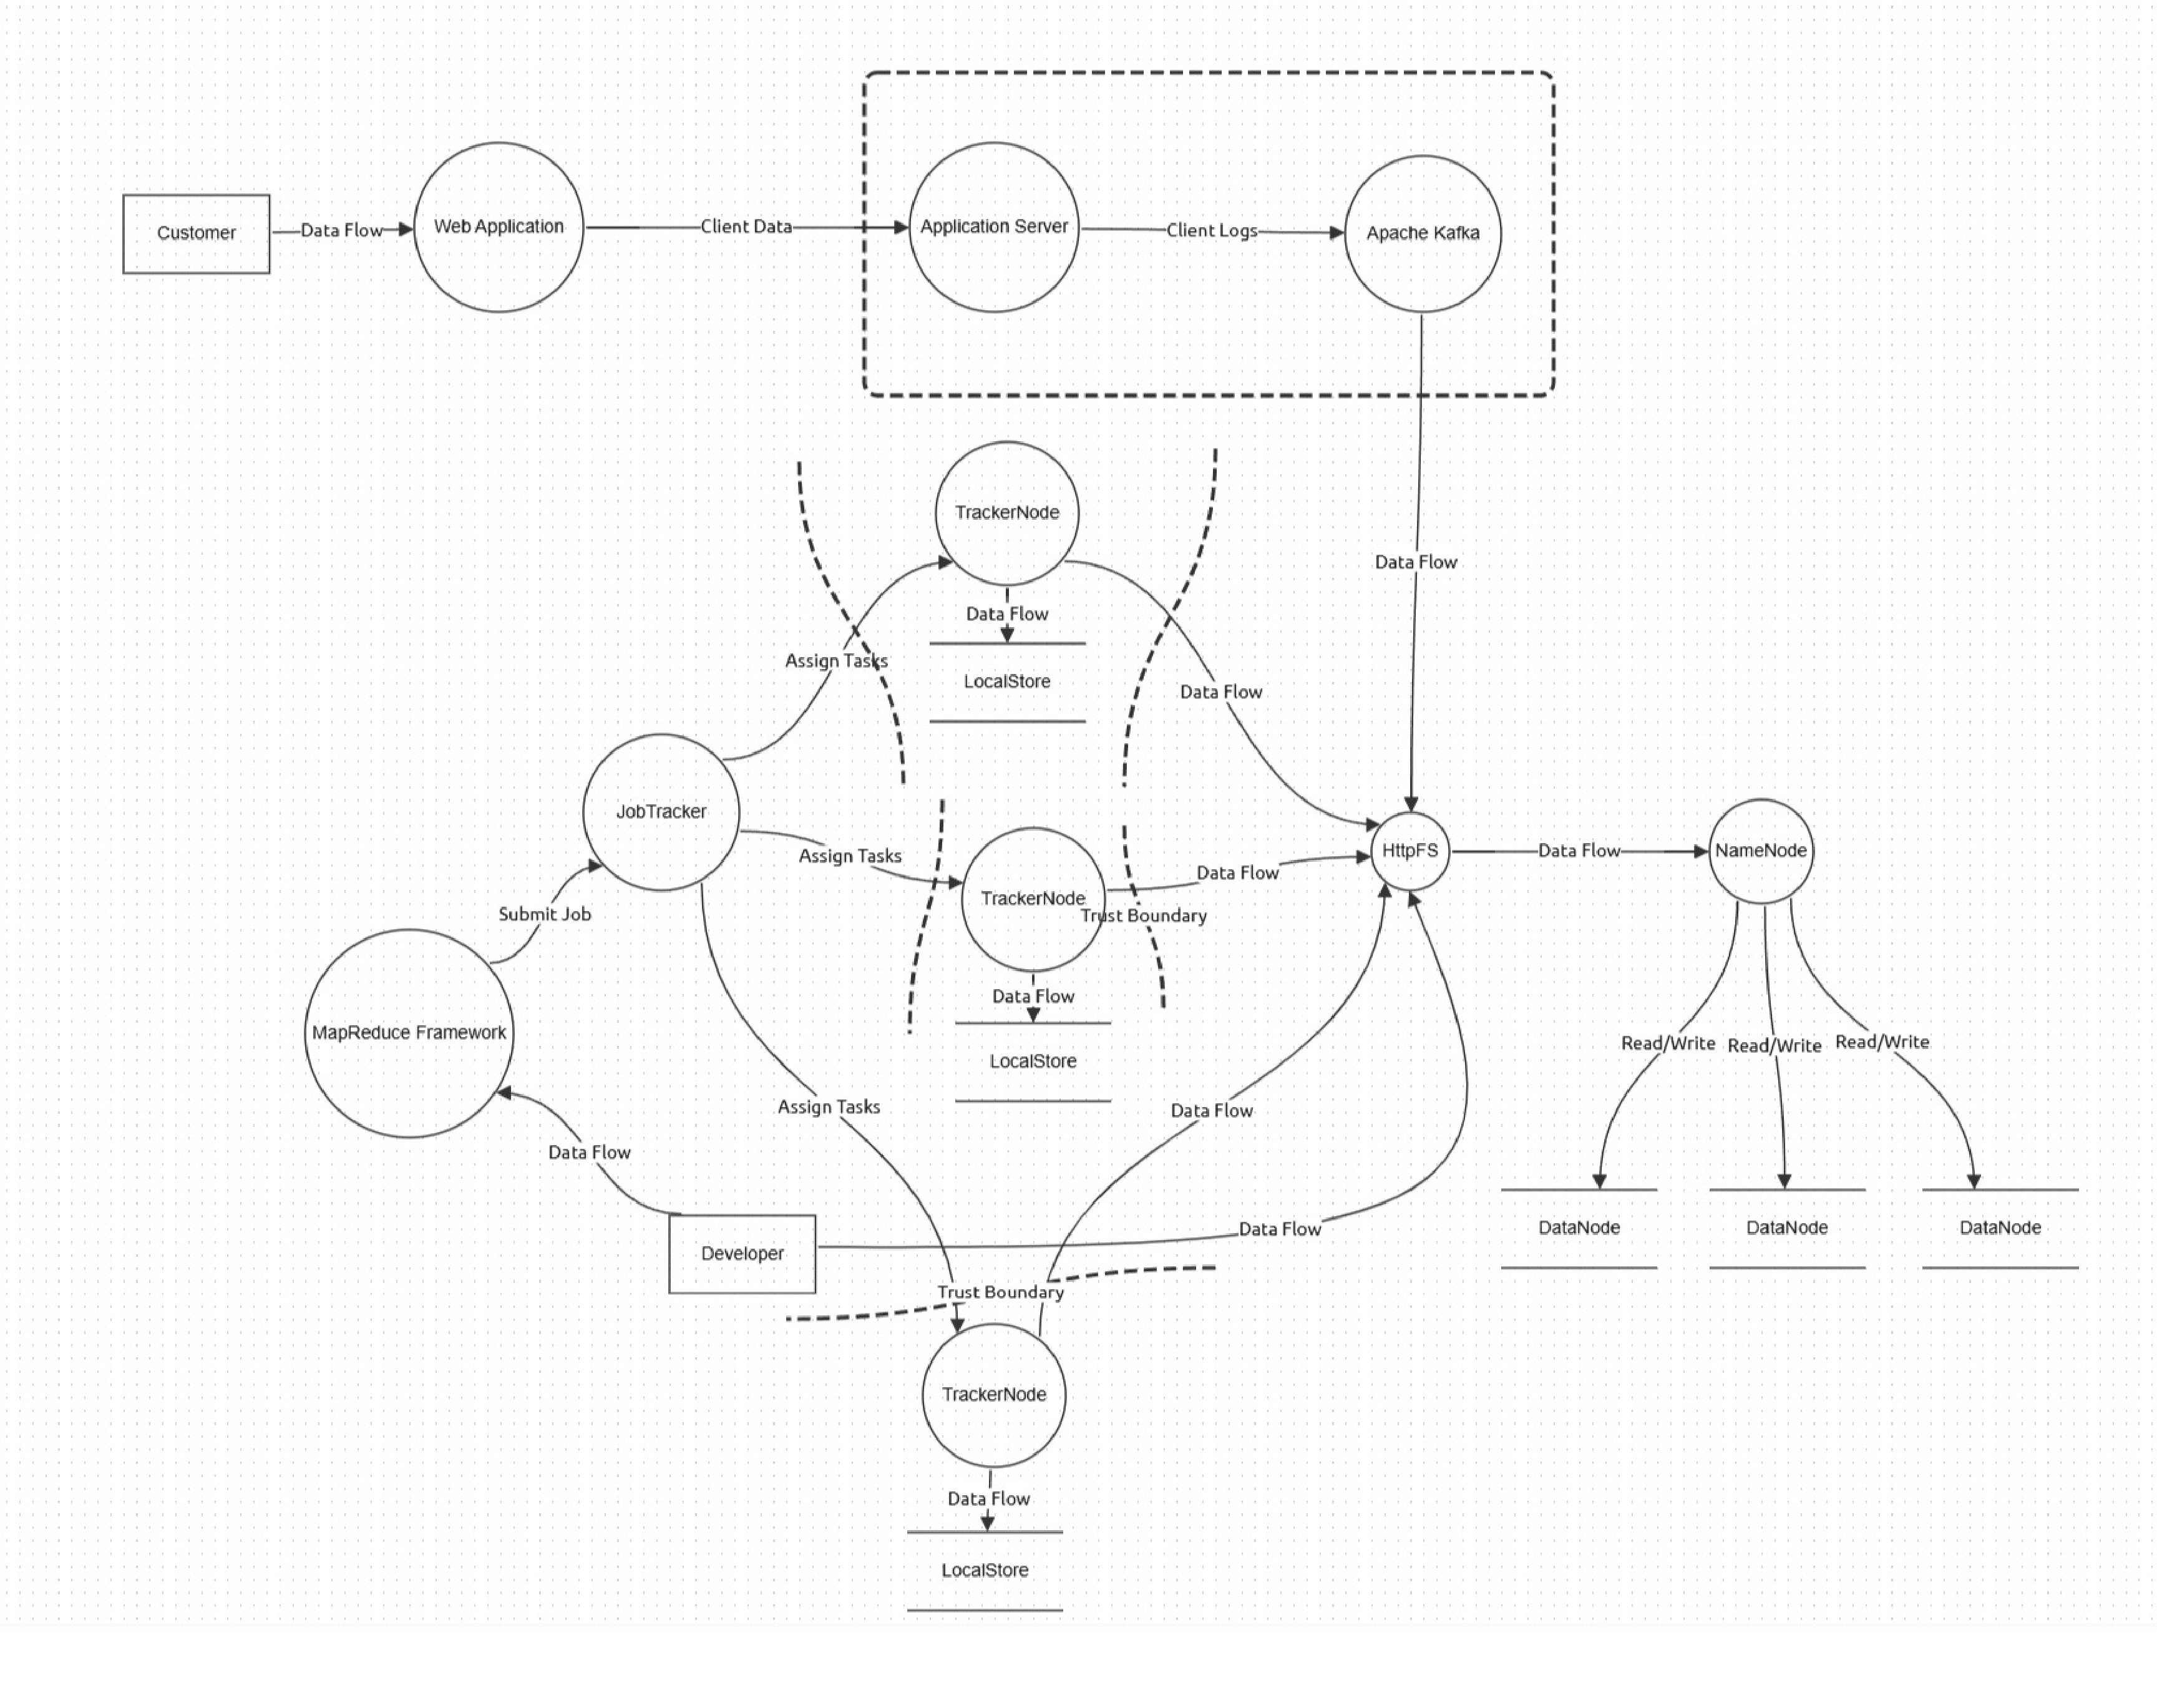 Customer
Data Flow
Web Application
Client Data
Application Server
Client Logs
Apache Kafka
TrackerNode
Data Flow
Data Flow
LocalStore
Assign Tasks
Data Flow
JobTracker
Assign Tasks
TrackerNode
Data Flow
Trust Boundary
HttpFS
Data Flow
NameNode
Submit Job
Data Flow
LocalStore
MapReduce Framework
Read/Write
Read/Write
Read/Write
Assign Tasks
Data Flow
Data Flow
Developer
Data Flow
DataNode
DataNode
DataNode
Trust Boundary
TrackerNode
Data Flow
LocalStore